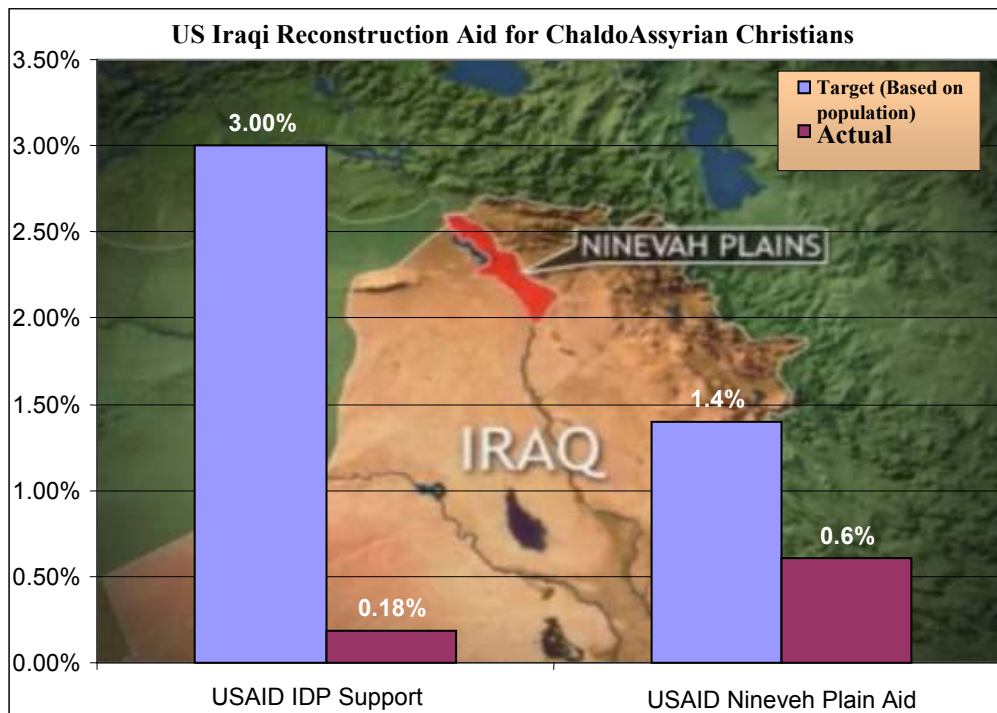 US Iraqi Reconstruction Aid for ChaldoAssyrian Christians
3.50%
3.00%
2.50%
2.00%
1.50%
1.00%
0.50%
0.00%
Target (Based on
population)
Actual
3.00%
0.18%
1.4%
0.6%
NINEVAH PLAINS
IRAQ
USAID IDP Support
USAID Nineveh Plain Aid